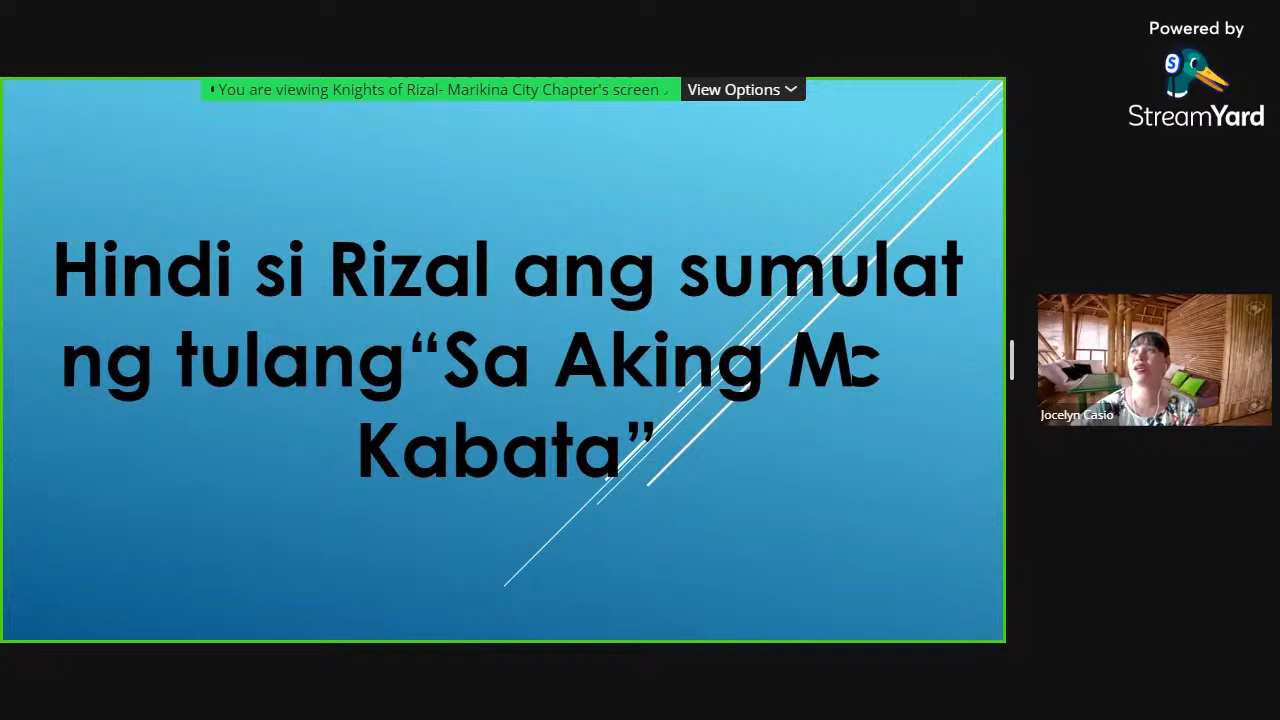 Powered by
StreamYard
You are viewing Knights of Rizal- Marikina City Chapter's screen
View Options
Hindi si Rizal ang sumulat
ng tulang“Sa Aking
Kabata”
Jocelyn Casio